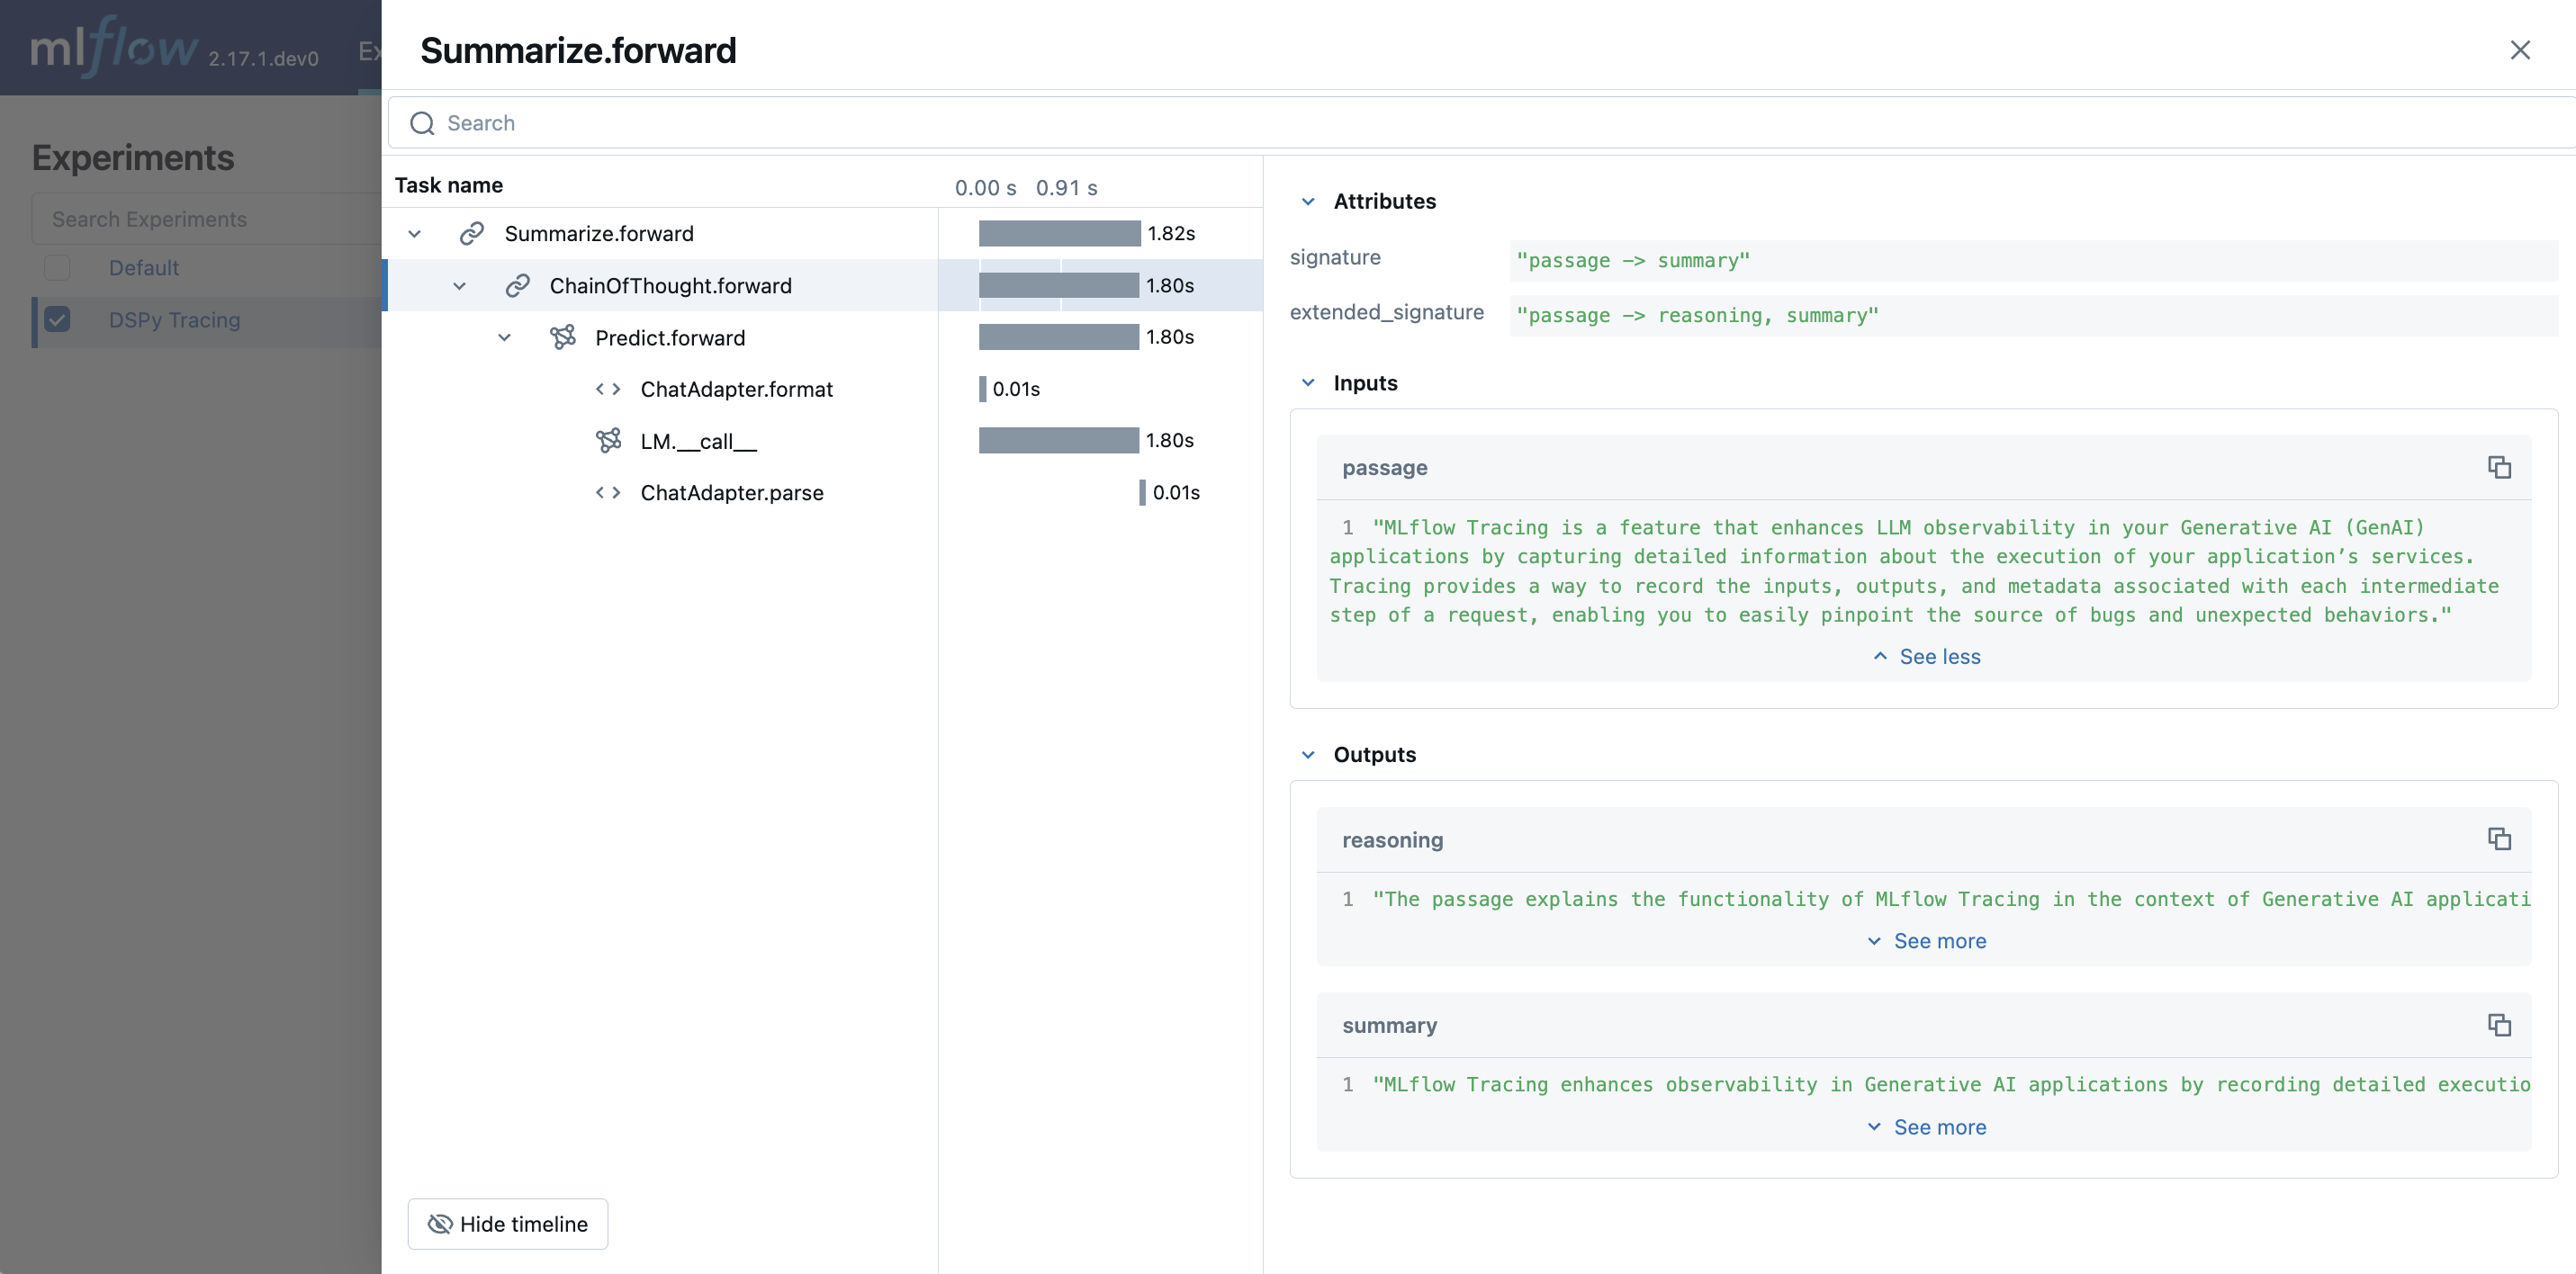 mlflow 2.17.1.dev0 Ex
Experiments
Search Experiments
Default
DSPy Tracing
Summarize.forward
Search
Task name 0.00 s 0.91 s
Summarize.forward 1.82s
ChainOfThought.forward 1.80s
Predict.forward 1.80s
ChatAdapter.format 0.01s
LM.__call__ 1.80s
ChatAdapter.parse 0.01s
Hide timeline
Attributes
signature "passage -> summary"
extended_signature "passage -> reasoning, summary"
Inputs
passage
1 "MLflow Tracing is a feature that enhances LLM observability in your Generative AI (GenAI)
applications by capturing detailed information about the execution of your application’s services.
Tracing provides a way to record the inputs, outputs, and metadata associated with each intermediate
step of a request, enabling you to easily pinpoint the source of bugs and unexpected behaviors."
See less
Outputs
reasoning
1 "The passage explains the functionality of MLflow Tracing in the context of Generative AI applicati
See more
summary
1 "MLflow Tracing enhances observability in Generative AI applications by recording detailed executio
See more